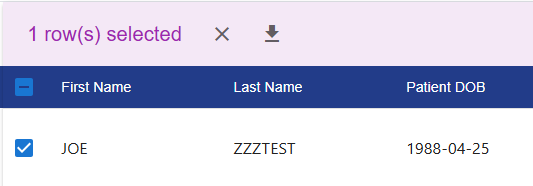 1 row(s) selected
First Name Last Name Patient DOB
JOE ZZZTEST 1988-04-25